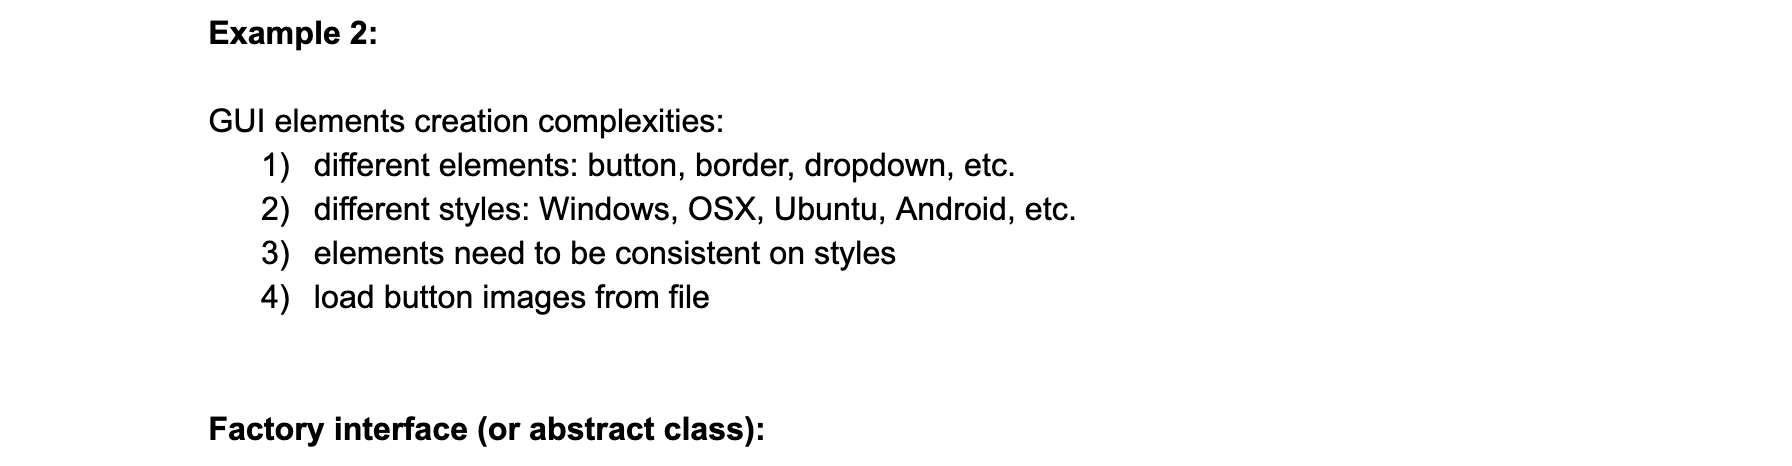 Example 2:
GUI elements creation complexities:
1) different elements: button, border, dropdown, etc.
2) different styles: Windows, OSX, Ubuntu, Android, etc.
3) elements need to be consistent on styles
4) load button images from file
Factory interface (or abstract class):